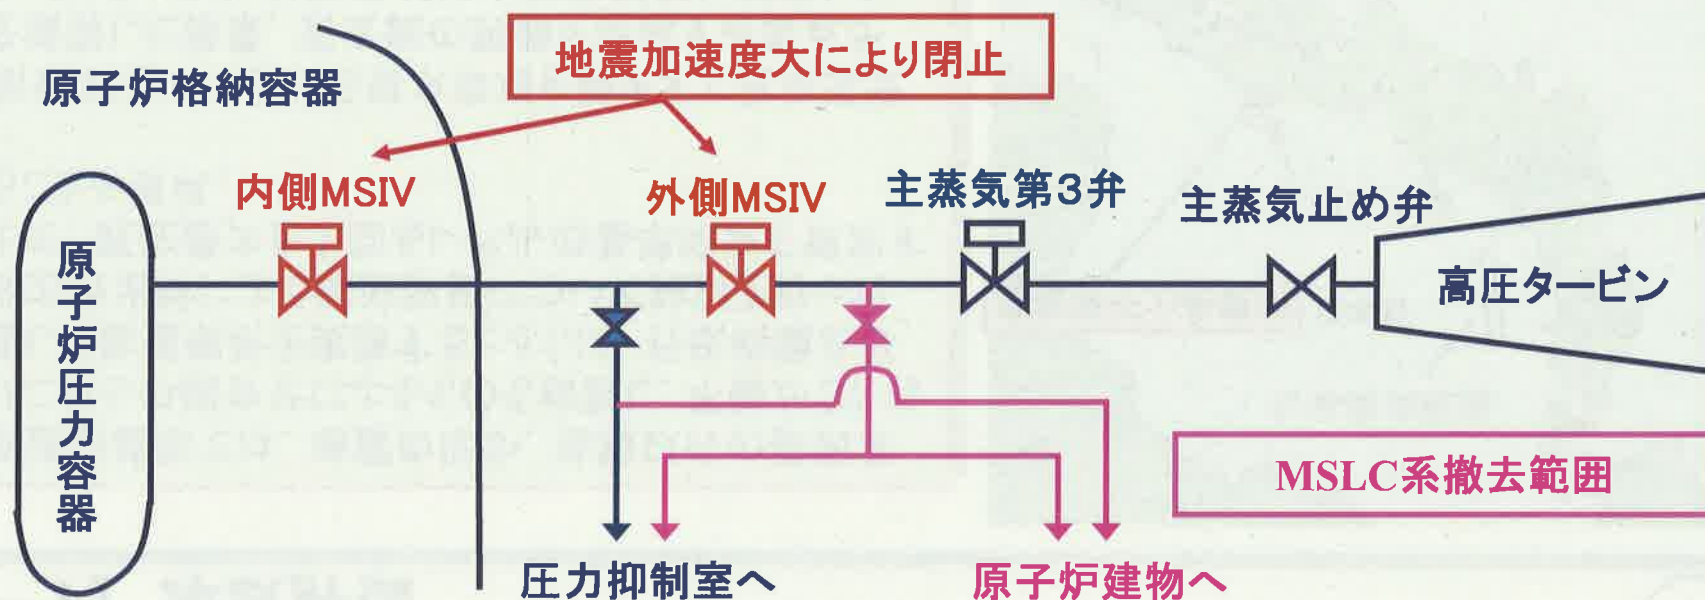 地震加速度大により閉止
原子炉格納容器
内側MSIV
外側MSIV
主蒸気第3弁
主蒸気止め弁
原子炉圧力容器
高圧タービン
MSLC系撤去範囲
圧力抑制室へ
原子炉建物へ